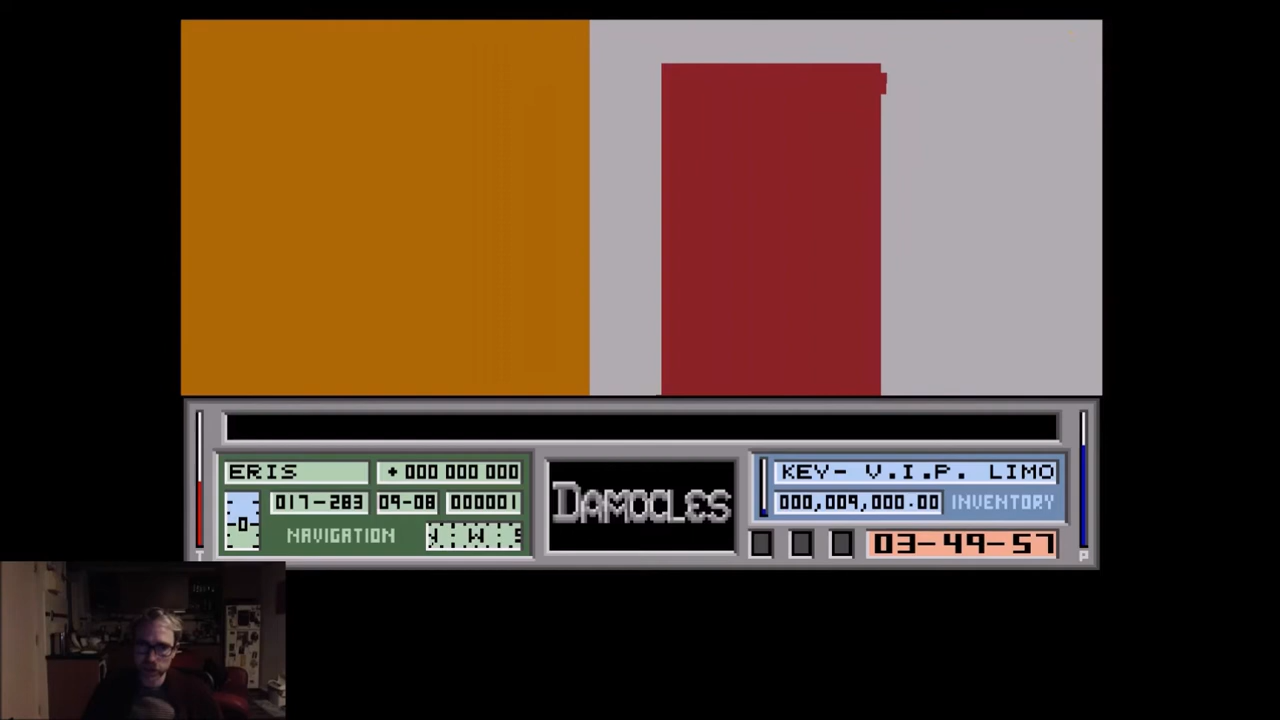 ERIS
+000 000 000
017-283
09-08
000001
NAVIGATION
W
DAMOCLES
KEY- V.I.P. LIMO
000,009,000.00
INVENTORY
03-49-57
T
P